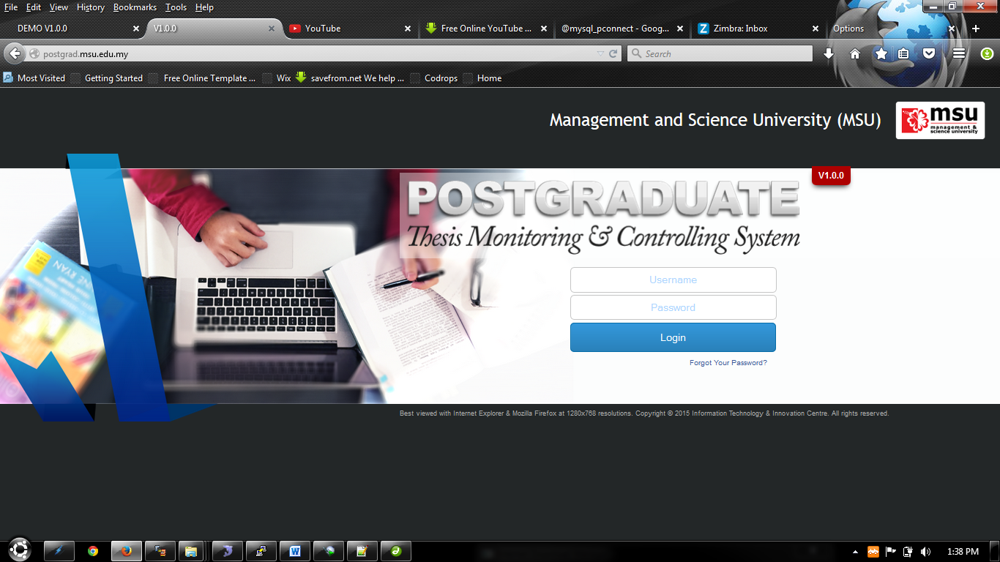 File Edit View History Bookmarks Tools Help
DEMO V1.0.0
V1.0.0
YouTube
Free Online YouTube ...
@mysql_pconnect - Goog...
Zimbra: Inbox
Options
postgrad.msu.edu.my
Search
Most Visited
Getting Started
Free Online Template ...
Wix
savefrom.net We help ...
Codrops
Home
Management and Science University (MSU)
msu
management &
science university
V1.0.0
POSTGRADUATE
Thesis Monitoring & Controlling System
Username
Password
Login
Forgot Your Password?
Best viewed with Internet Explorer & Mozilla Firefox at 1280x768 resolutions. Copyright © 2015 Information Technology & Innovation Centre. All rights reserved.
1:38 PM